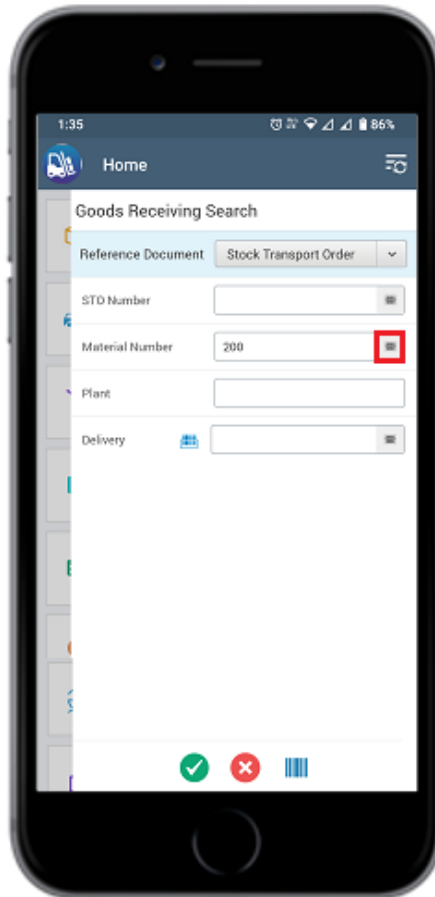 1:35 86%
Home
Goods Receiving Search
Reference Document Stock Transport Order
STO Number
Material Number 200
Plant
Delivery